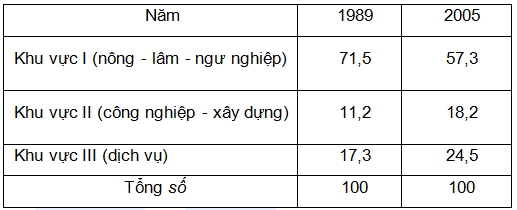 Năm 1989 2005
Khu vực I (nông - lâm - ngư nghiệp) 71,5 57,3
Khu vực II (công nghiệp - xây dựng) 11,2 18,2
Khu vực III (dịch vụ) 17,3 24,5
Tổng số 100 100